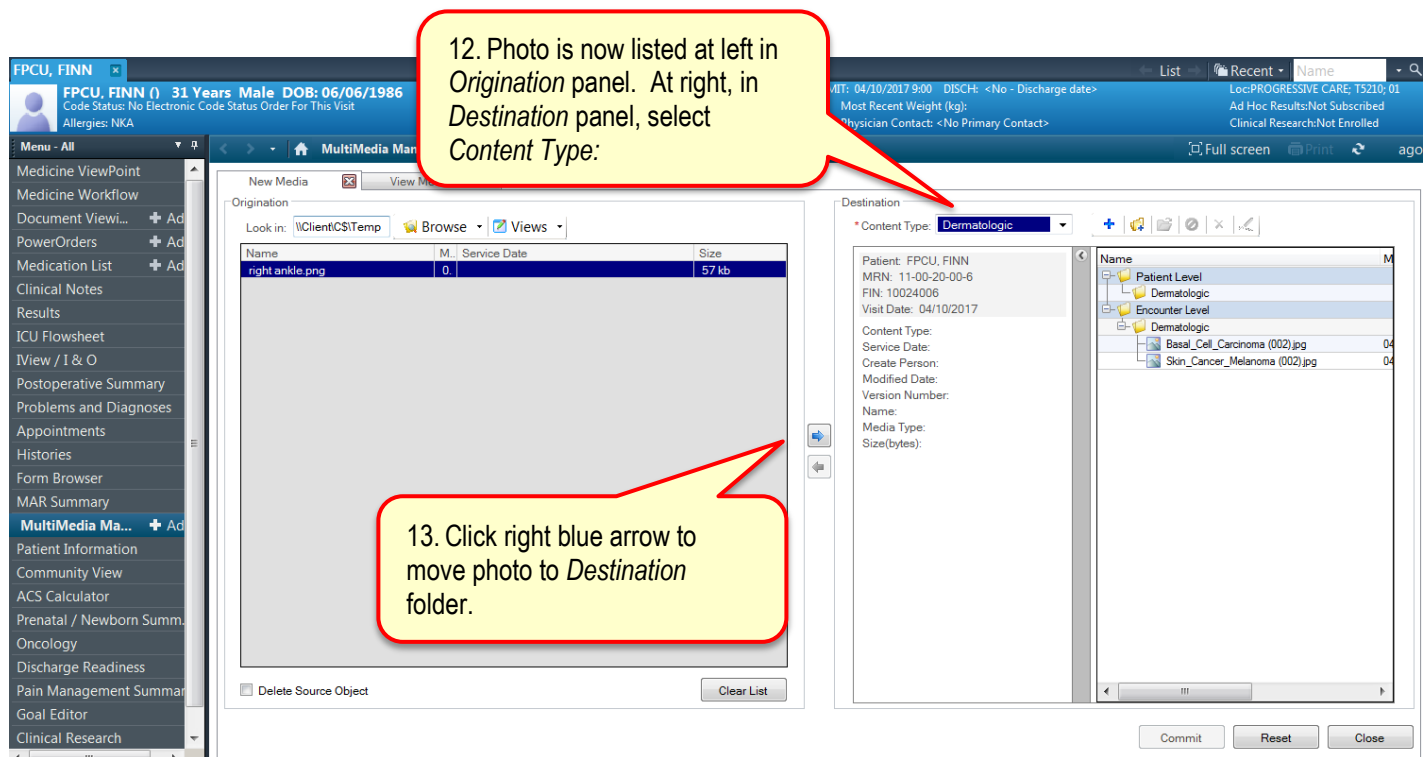 12. Photo is now listed at left in
Origination panel. At right, in
Destination panel, select
Content Type:
FPCU, FINN
List
Recent
Name
FPCU, FINN () 31 Years Male DOB: 06/06/1986
Code Status: No Electronic Code Status Order For This Visit
Allergies: NKA
MIT: 04/10/2017 9:00 DISCH: <No - Discharge date>
Most Recent Weight (kg):
Physician Contact: <No Primary Contact>
Loc:PROGRESSIVE CARE; T5210; 01
Ad Hoc Results:Not Subscribed
Clinical Research:Not Enrolled
Menu - All
MultiMedia Man
Full screen
Print
ago
Medicine ViewPoint
Medicine Workflow
Document Viewi... Ad
PowerOrders Ad
Medication List Ad
Clinical Notes
Results
ICU Flowsheet
IView / I & O
Postoperative Summary
Problems and Diagnoses
Appointments
Histories
Form Browser
MAR Summary
MultiMedia Ma... Ad
Patient Information
Community View
ACS Calculator
Prenatal / Newborn Summ.
Oncology
Discharge Readiness
Pain Management Summar
Goal Editor
Clinical Research
New Media
View M
Origination
Look in: \\Client\C$\Temp Browse Views
Name M.. Service Date Size
right ankle.png 0. 57 kb
Delete Source Object
Clear List
13. Click right blue arrow to
move photo to Destination
folder.
Destination
*Content Type: Dermatologic
Patient: FPCU, FINN
MRN: 11-00-20-00-6
FIN: 10024006
Visit Date: 04/10/2017
Content Type:
Service Date:
Create Person:
Modified Date:
Version Number:
Name:
Media Type:
Size(bytes):
Name M
Patient Level
Dermatologic
Encounter Level
Dermatologic
Basal_Cell_Carcinoma (002).jpg 04
Skin_Cancer_Melanoma (002).jpg 04
Commit
Reset
Close